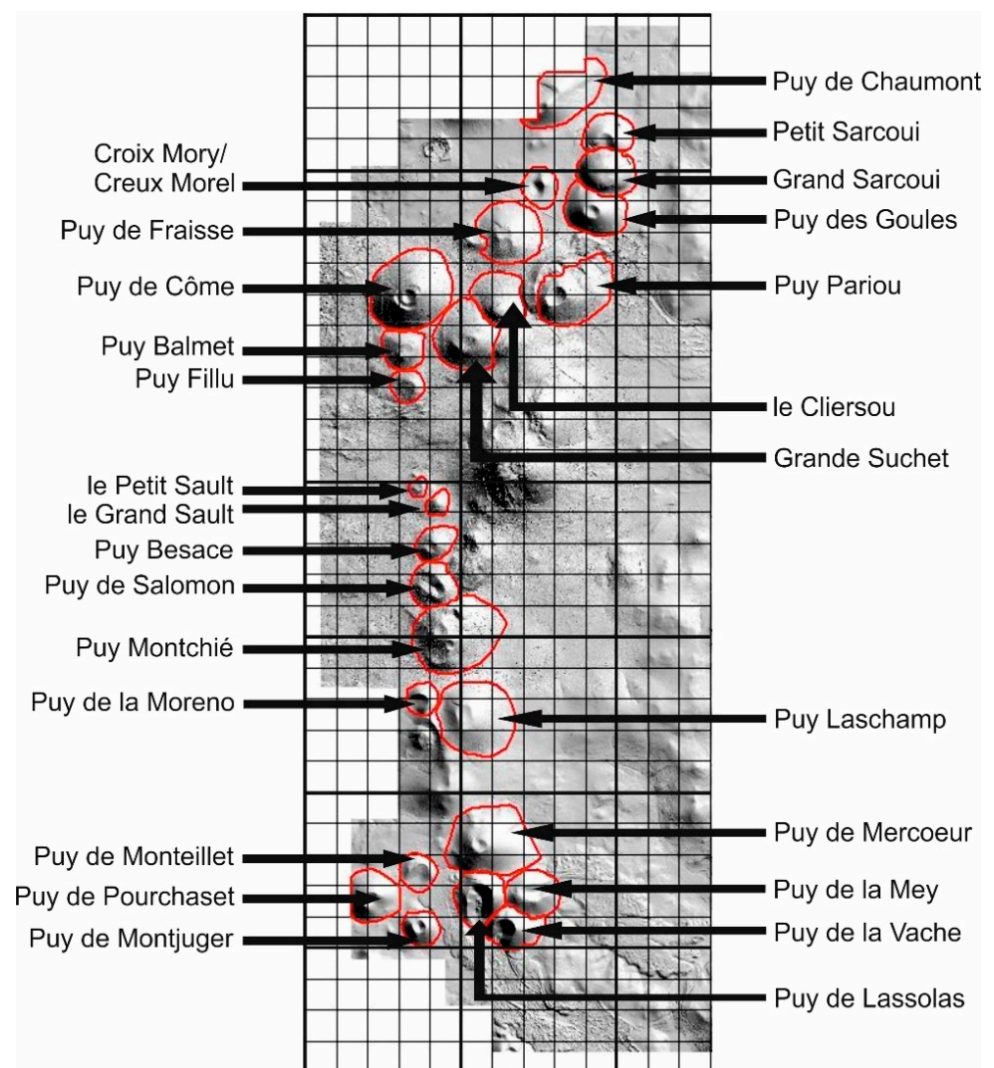 Croix Mory/
Creux Morel
Puy de Fraisse
Puy de Côme
Puy Balmet
Puy Fillu
le Petit Sault
le Grand Sault
Puy Besace
Puy de Salomon
Puy Montchié
Puy de la Moreno
Puy de Monteillet
Puy de Pourchaset
Puy de Montjuger
Puy de Chaumont
Petit Sarcoui
Grand Sarcoui
Puy des Goules
Puy Pariou
le Cliersou
Grande Suchet
Puy Laschamp
Puy de Mercoeur
Puy de la Mey
Puy de la Vache
Puy de Lassolas